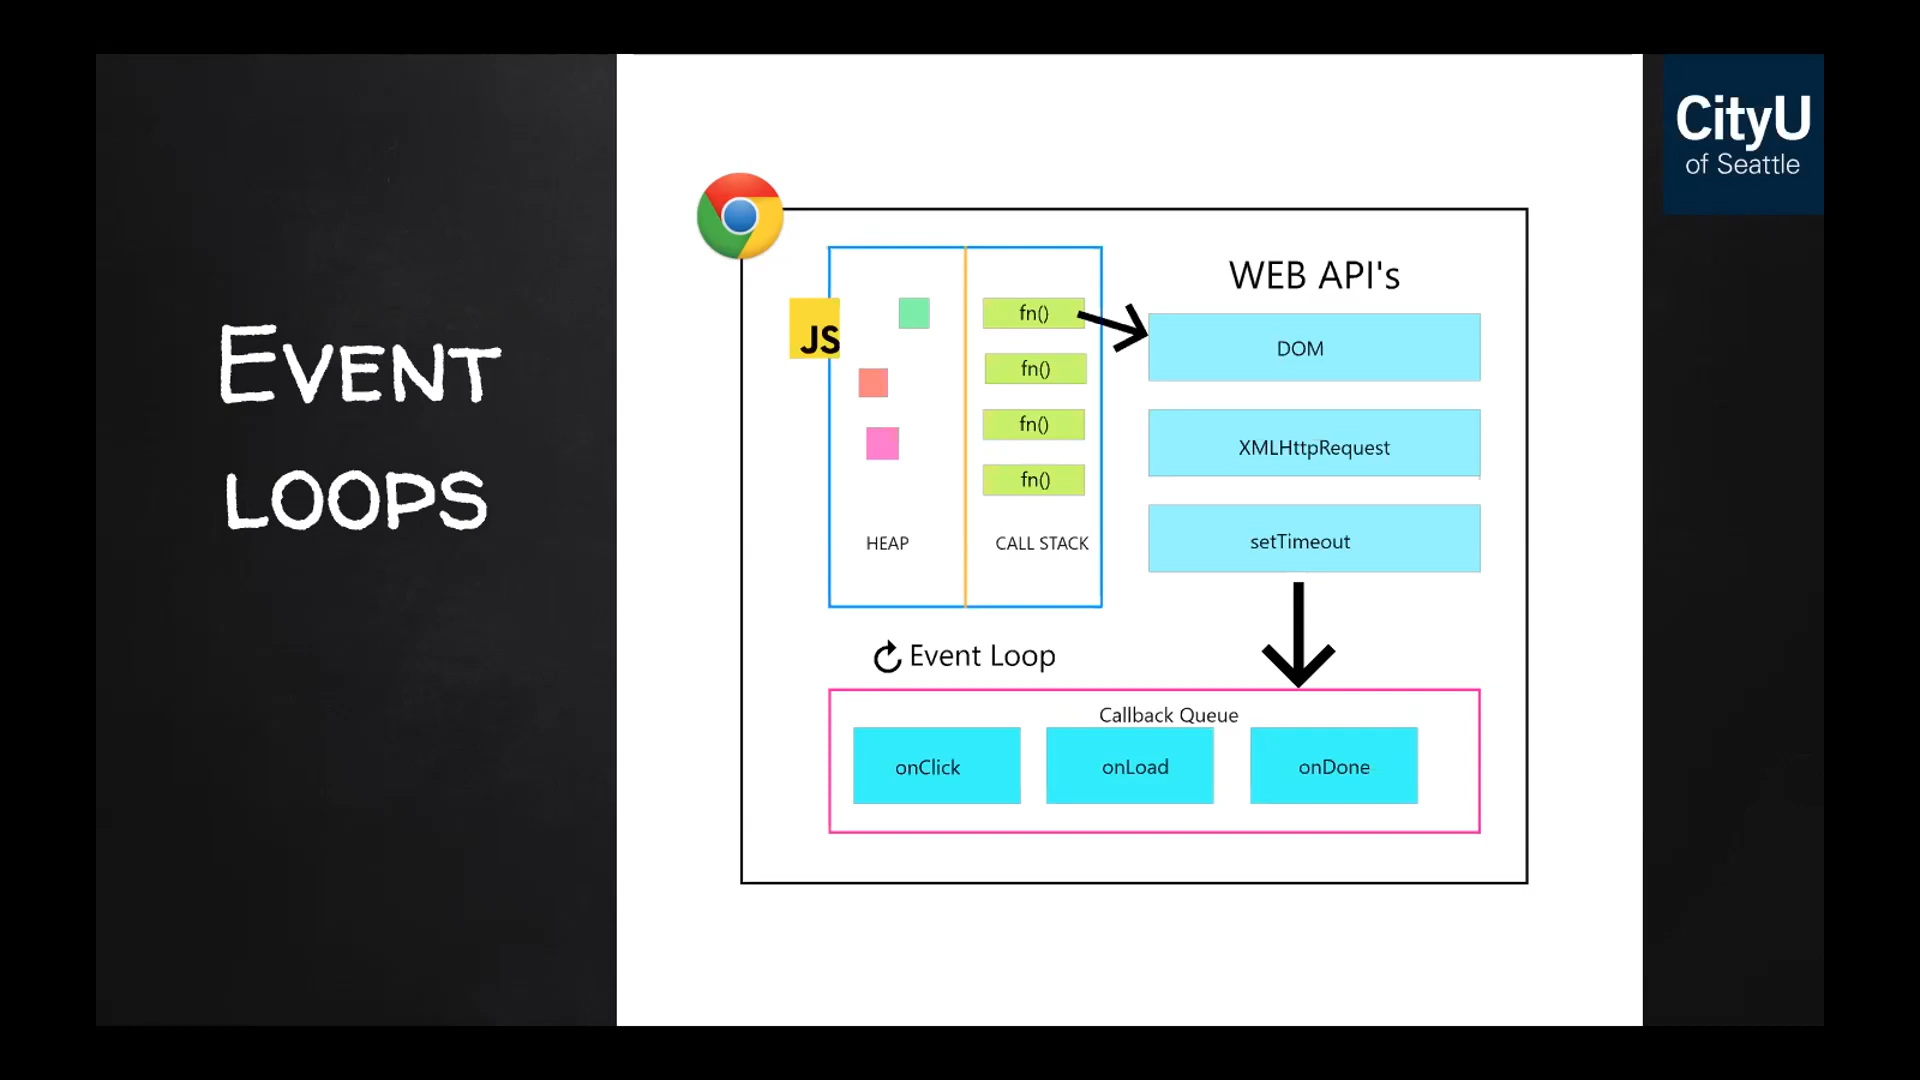 EVENT
LOOPS
CityU
of Seattle
JS
WEB API's
fn()
fn()
fn()
fn()
DOM
XMLHttpRequest
setTimeout
HEAP
CALL STACK
Event Loop
Callback Queue
onClick
onLoad
onDone